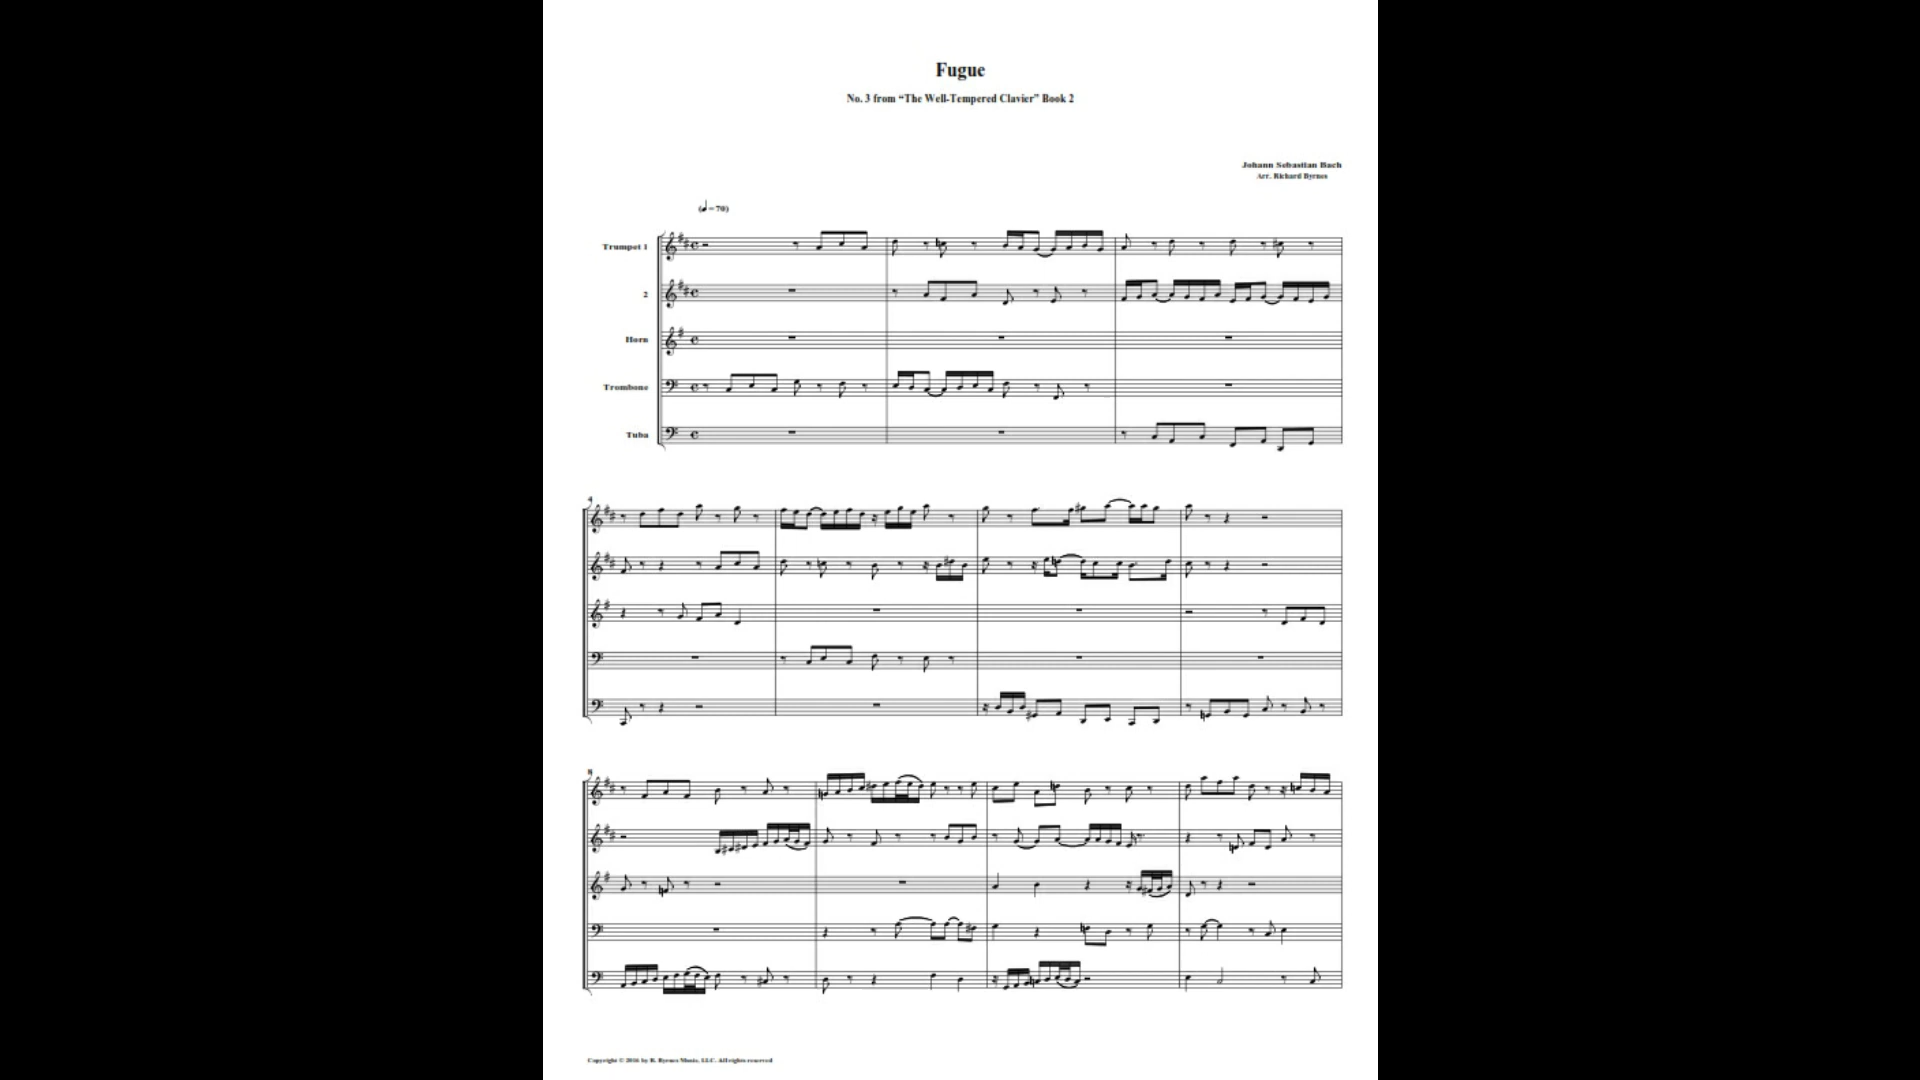 Fugue
No. 3 from “The Well-Tempered Clavier” Book 2
Johann Sebastian Bach
Arr. Richard Byrnes
(♩=70)
Trumpet 1
2
Horn
Trombone
Tuba
4
8
Copyright © 2016 by R. Byrnes Music, LLC. All rights reserved